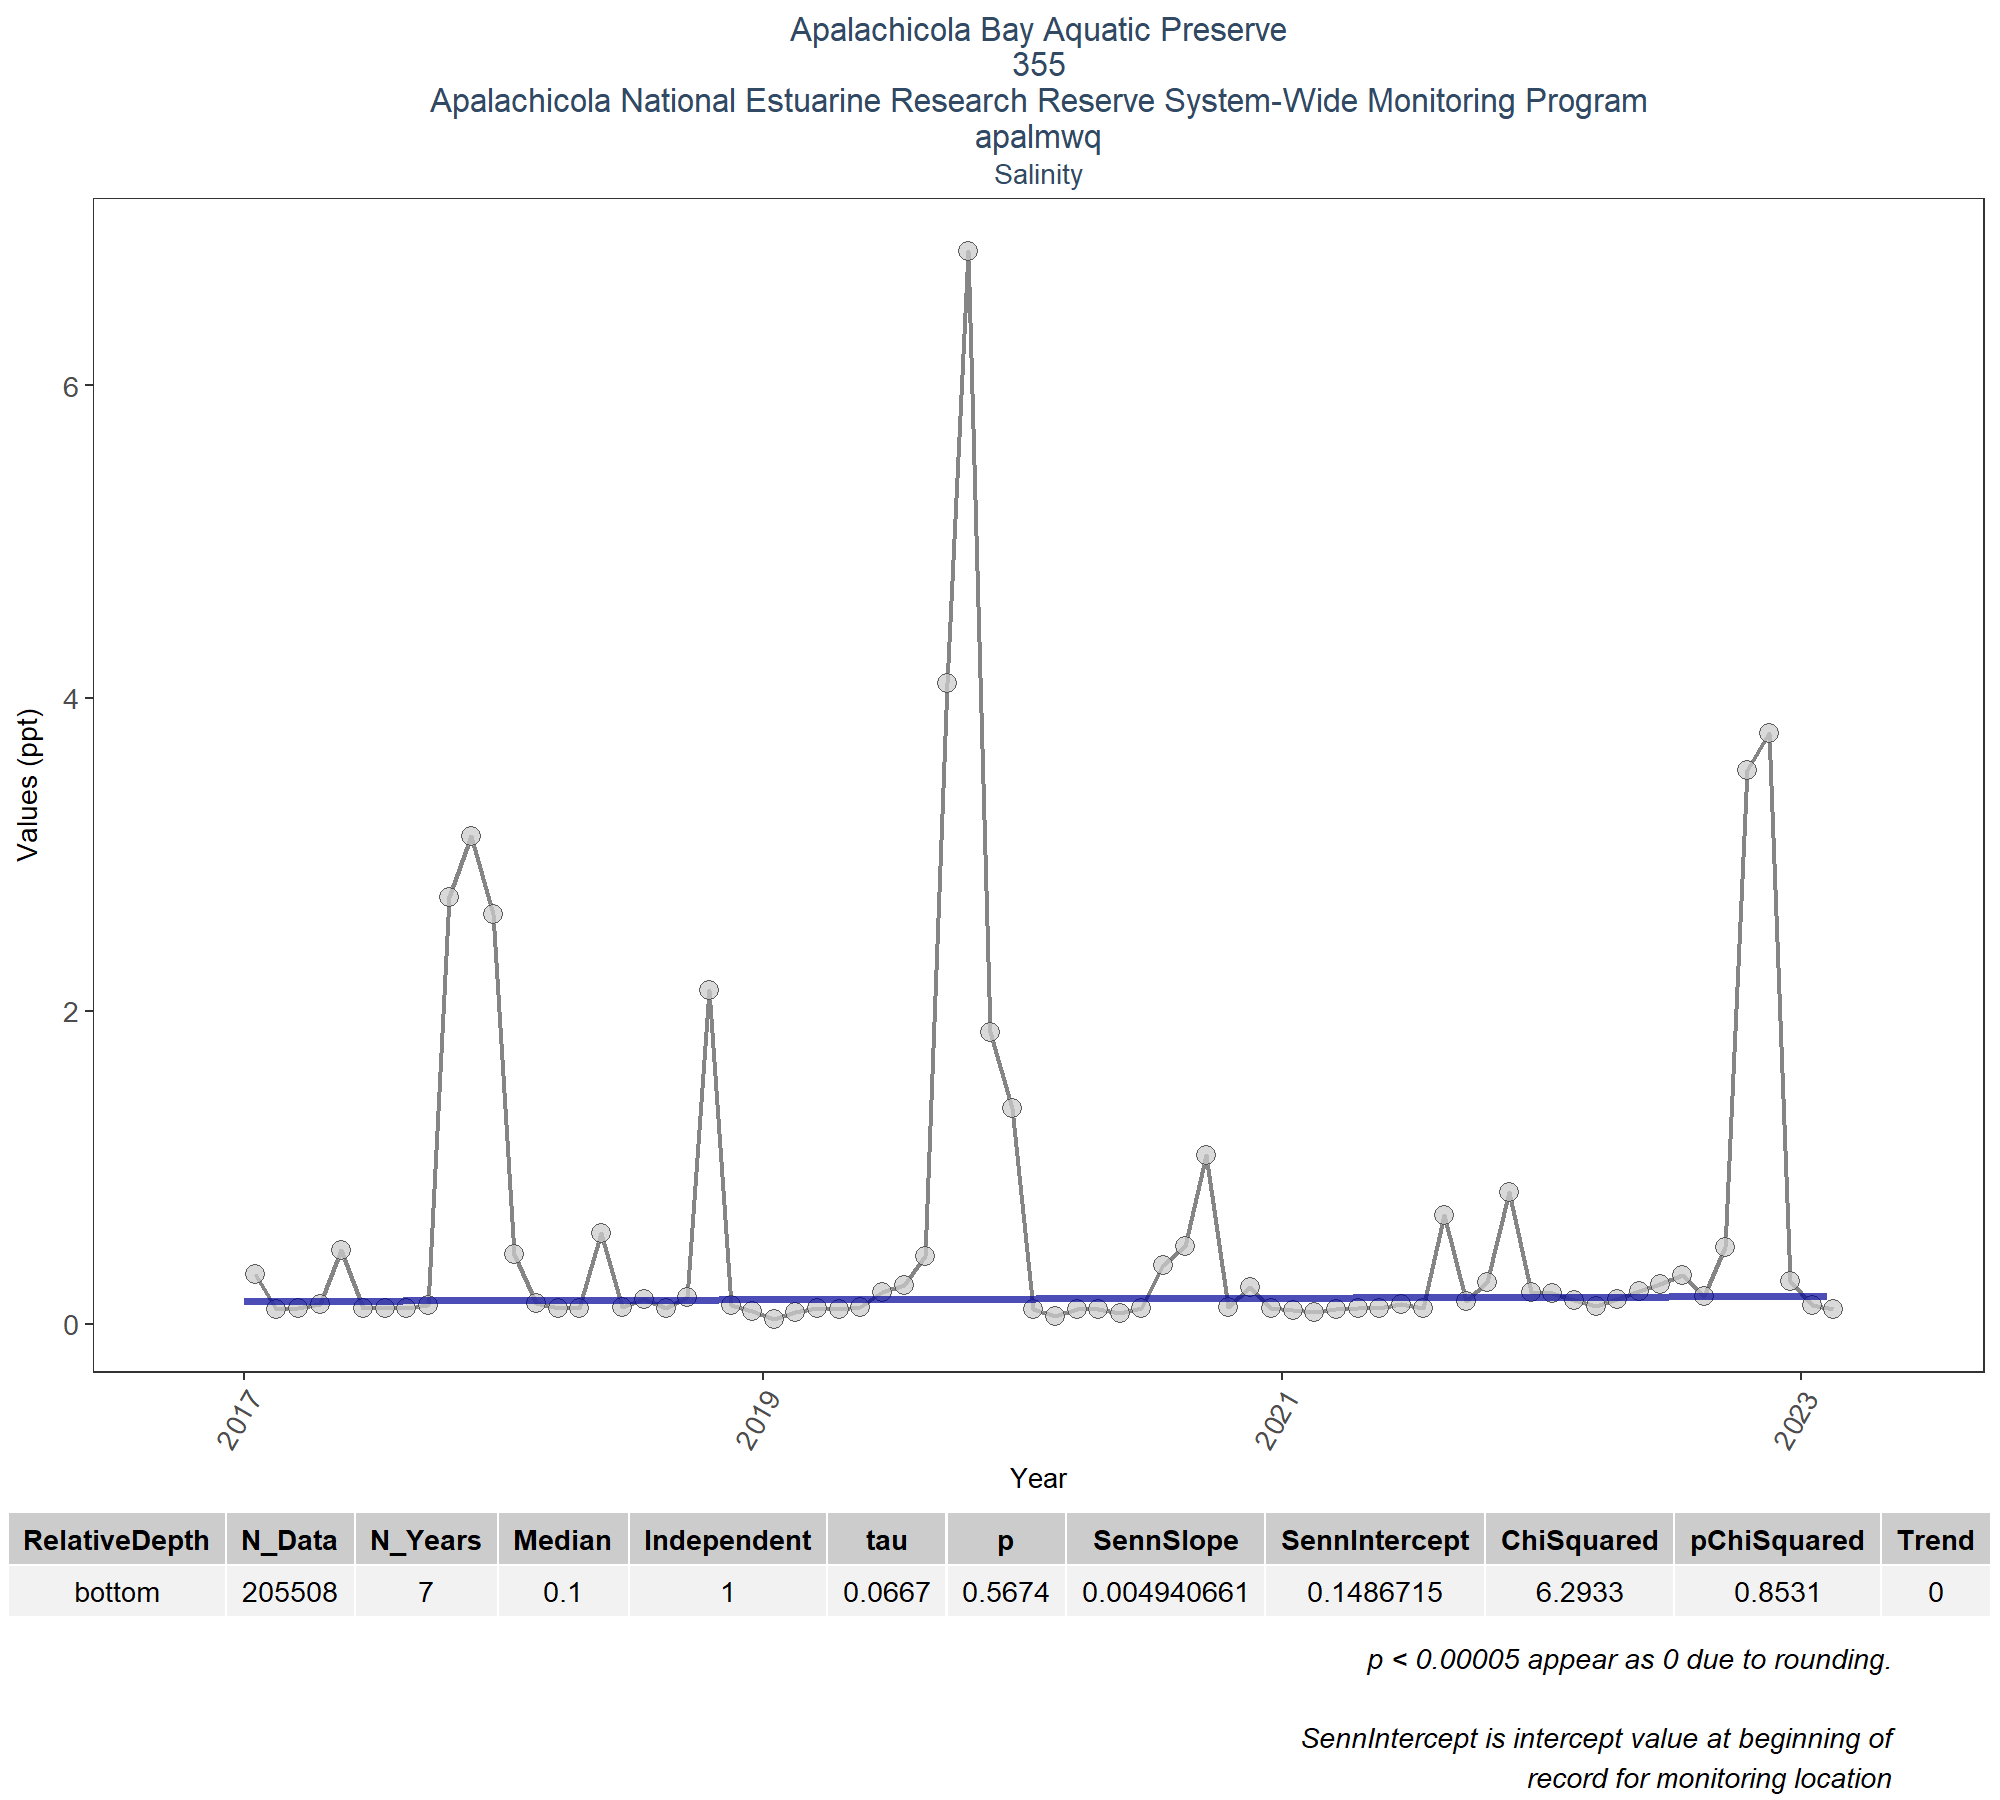 Apalachicola Bay Aquatic Preserve
355
Apalachicola National Estuarine Research Reserve System-Wide Monitoring Program
apalmwq
Salinity
6
4
2
0
Values (ppt)
2017 2019 2021 2023
Year
RelativeDepth N_Data N_Years Median Independent tau p SennSlope SennIntercept ChiSquared pChiSquared Trend
bottom 205508 7 0.1 1 0.0667 0.5674 0.004940661 0.1486715 6.2933 0.8531 0
p < 0.00005 appear as 0 due to rounding.
SennIntercept is intercept value at beginning of
record for monitoring location